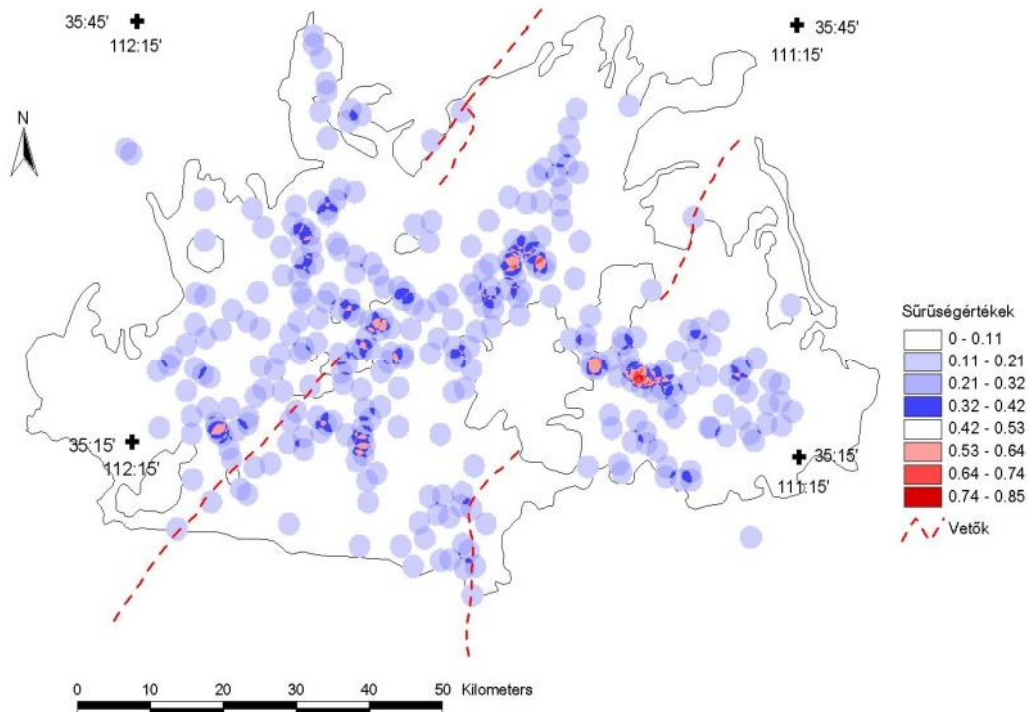 35:45'
112:15'
35:45'
111:15'
N
Sűrűségértékek
0 - 0.11
0.11 - 0.21
0.21 - 0.32
0.32 - 0.42
0.42 - 0.53
0.53 - 0.64
0.64 - 0.74
0.74 - 0.85
Vetők
35:15'
112:15'
35:15'
111:15'
0 10 20 30 40 50 Kilometers